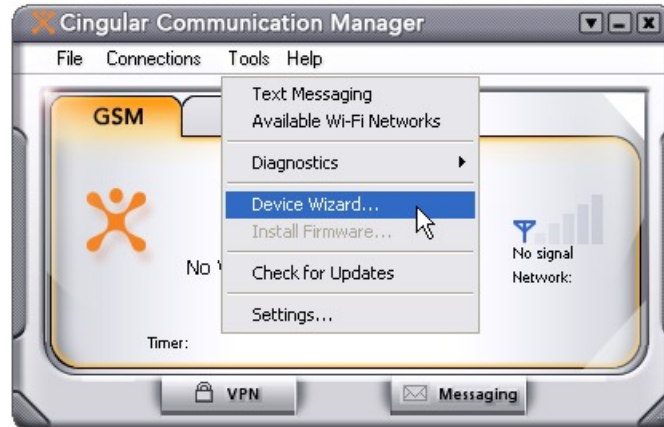 Cingular Communication Manager
File Connections Tools Help
GSM
Text Messaging
Available Wi-Fi Networks
Diagnostics
Device Wizard...
Install Firmware...
Check for Updates
Settings...
No
No signal
Network:
Timer:
VPN
Messaging